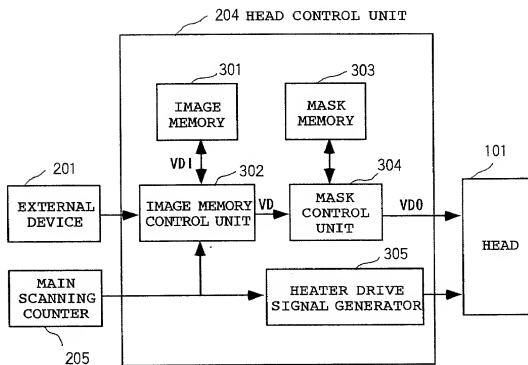 204 HEAD CONTROL UNIT
301
303
IMAGE
MEMORY
MASK
MEMORY
VD1
201
302
304
101
EXTERNAL
DEVICE
IMAGE MEMORY
CONTROL UNIT
VD
MASK
CONTROL
UNIT
VDO
HEAD
305
MAIN
SCANNING
COUNTER
HEATER DRIVE
SIGNAL GENERATOR
205